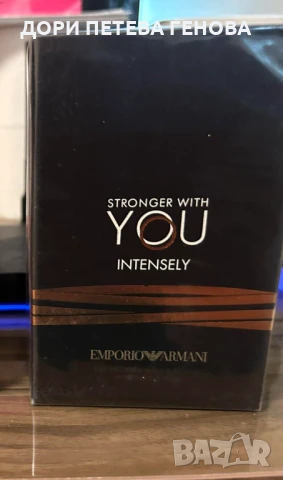 ДОРИ ПЕТЕВА ГЕНОВА
STRONGER WITH
YOU
INTENSELY
EMPORIO ARMANI
BAZAR